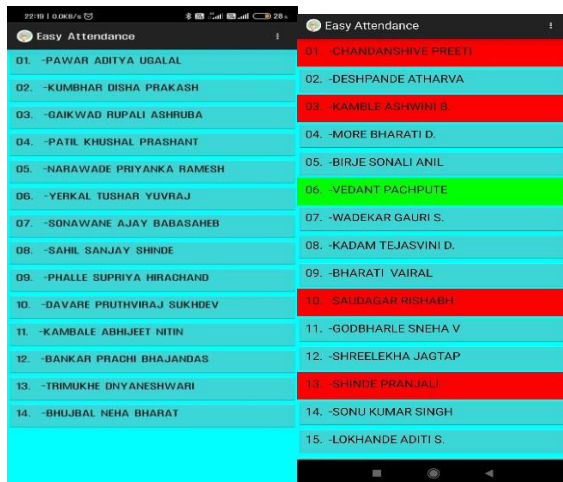 22:19 | 0.0KB/s
28
Easy Attendance
01. -PAWAR ADITYA UGALAL
02. -KUMBHAR DISHA PRAKASH
03. -GAIKWAD RUPALI ASHRUBA
04. -PATIL KHUSHAL PRASHANT
05. -NARAWADE PRIYANKA RAMESH
06. -YERKAL TUSHAR YUVRAJ
07. -SONAWANE AJAY BABASAHEB
08. -SAHIL SANJAY SHINDE
09. -PHALLE SUPRIYA HIRACHAND
10. -DAVARE PRUTHVIRAJ SUKHDEV
11. -KAMBALE ABHIJEET NITIN
12. -BANKAR PRACHI BHAJANDAS
13. -TRIMUKHE DNYANESHWARI
14. -BHUJBAL NEHA BHARAT
Easy Attendance
01. -CHANDANSHIVE PREETI
02. -DESHPANDE ATHARVA
03. -KAMBLE ASHWINI B.
04. -MORE BHARATI D.
05. -BIRJE SONALI ANIL
06. -VEDANT PACHPUTE
07. -WADEKAR GAURI S.
08. -KADAM TEJASVINI D.
09. -BHARATI VAIRAL
10. -SAUDAGAR RISHABH
11. -GODBHARLE SNEHA V
12. -SHREELEKHA JAGTAP
13. -SHINDE PRANJALI
14. -SONU KUMAR SINGH
15. -LOKHANDE ADITI S.